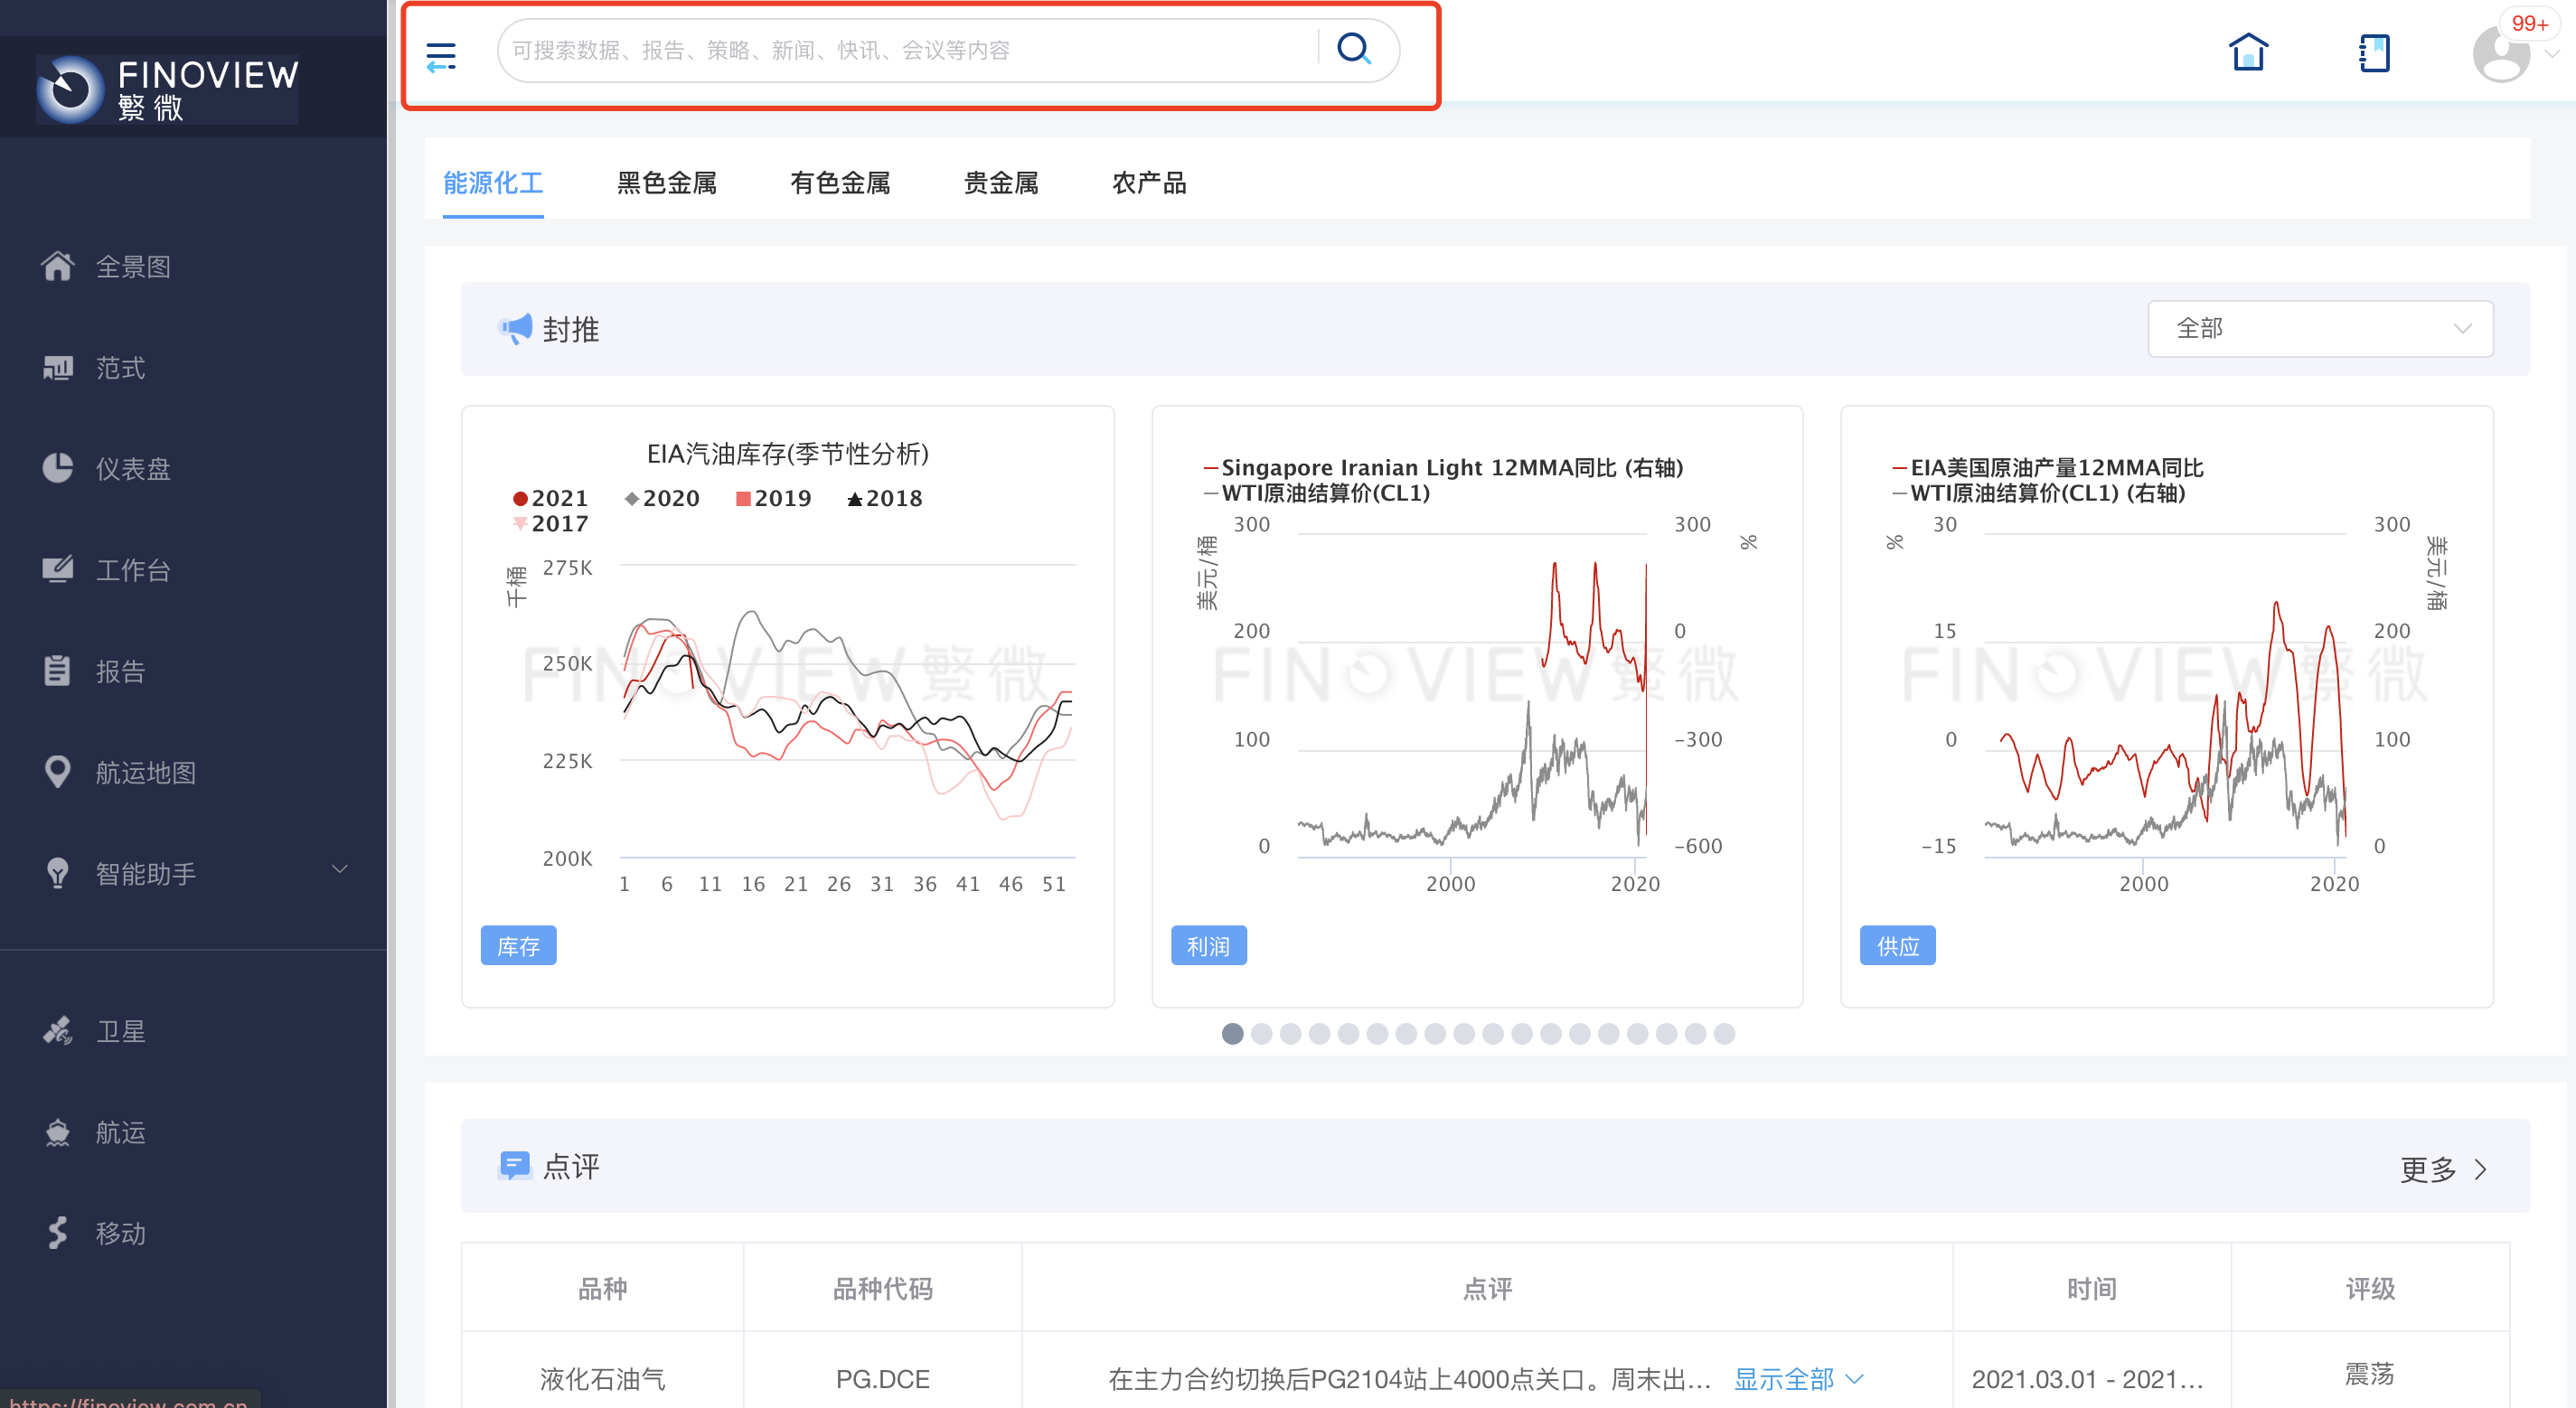 FINOVIEW
繁微
可搜索数据、报告、策略、新闻、快讯、会议等内容
99+
全景图
范式
仪表盘
工作台
报告
航运地图
智能助手
卫星
航运
移动
能源化工 黑色金属 有色金属 贵金属 农产品
封推
全部
EIA汽油库存(季节性分析)
2021 2020 2019 2018
2017
千桶
275K
250K
225K
200K
1 6 11 16 21 26 31 36 41 46 51
FINOVIEW 繁微
库存
Singapore Iranian Light 12MMA同比 (右轴)
WTI原油结算价(CL1)
美元/桶
300
200
100
0
%
300
0
-300
-600
2000 2020
FINOVIEW 繁微
利润
EIA美国原油产量12MMA同比
WTI原油结算价(CL1) (右轴)
%
30
15
0
-15
美元/桶
300
200
100
0
2000 2020
FINOVIEW 繁微
供应
点评
更多
品种 品种代码 点评 时间 评级
液化石油气 PG.DCE 在主力合约切换后PG2104站上4000点关口。周末出... 显示全部 2021.03.01 - 2021... 震荡
https://finoview.com.cn